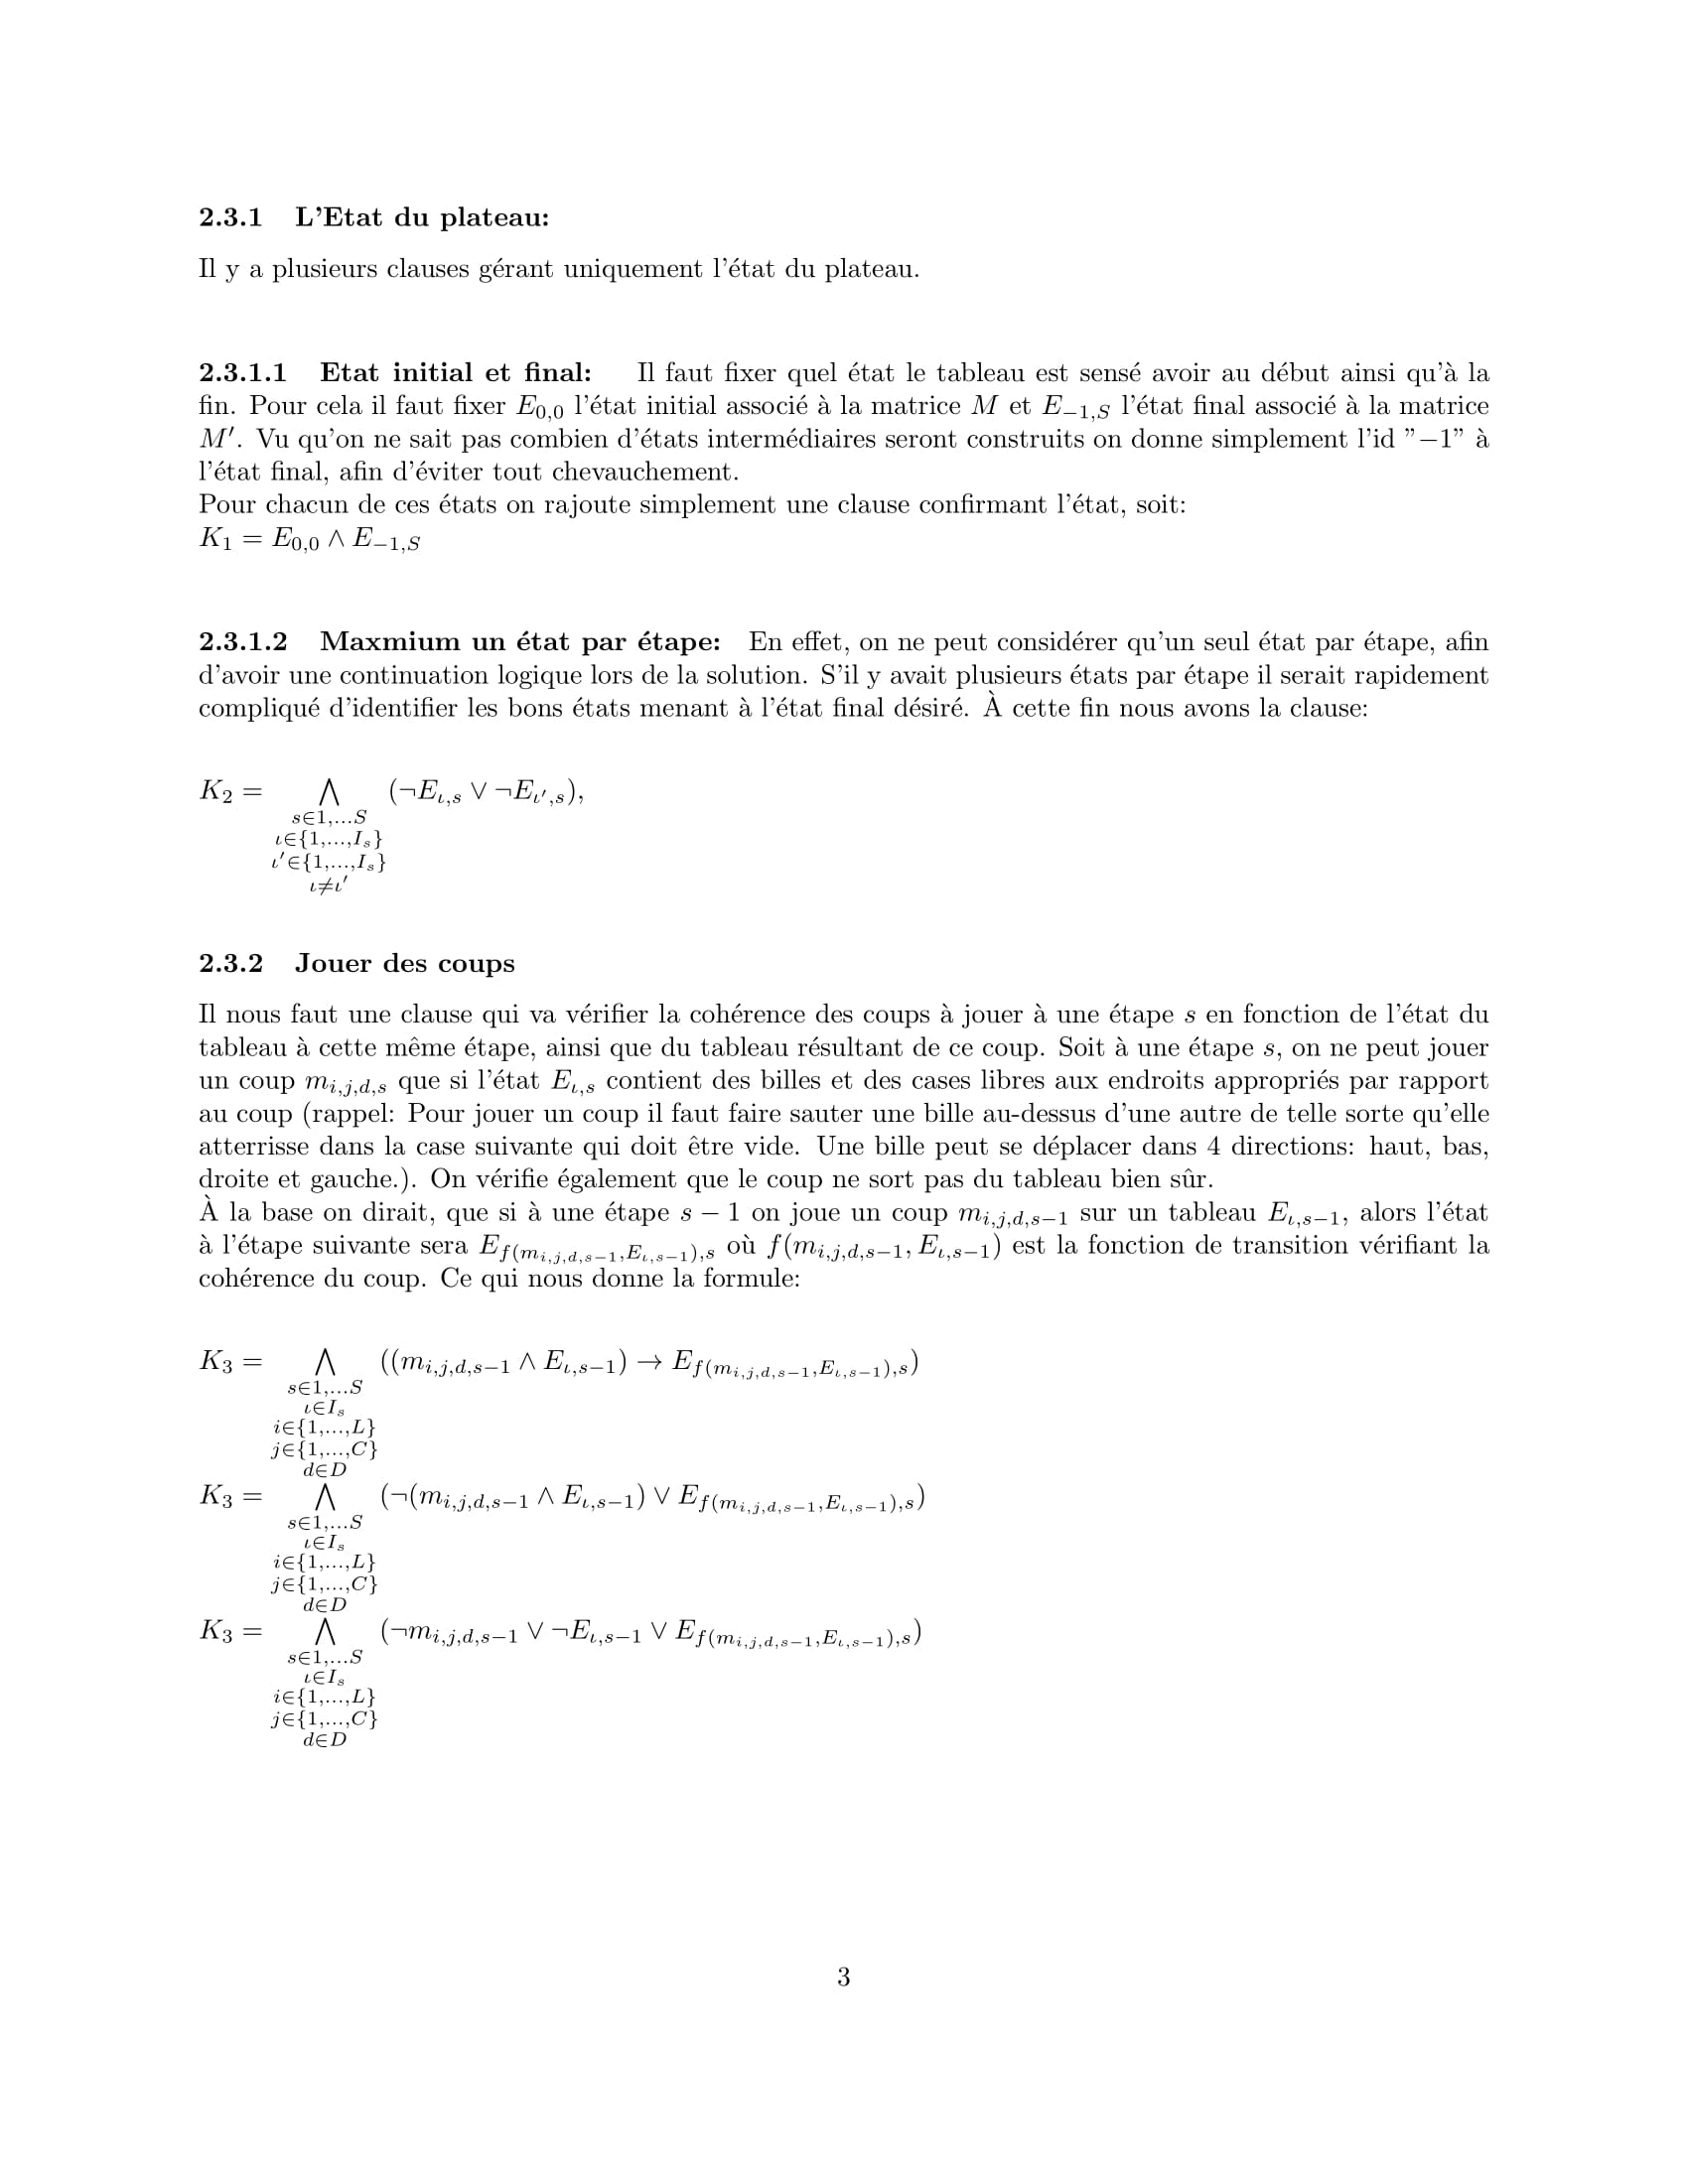 2.3.1 L'Etat du plateau:
Il y a plusieurs clauses gérant uniquement l'état du plateau.
2.3.1.1 Etat initial et final: Il faut fixer quel état le tableau est sensé avoir au début ainsi qu'à la
fin. Pour cela il faut fixer $E_{0,0}$ l'état initial associé à la matrice $M$ et $E_{-1,S}$ l'état final associé à la matrice
$M'$. Vu qu'on ne sait pas combien d'états intermédiaires seront construits on donne simplement l'id "$-1$" à
l'état final, afin d'éviter tout chevauchement.
Pour chacun de ces états on rajoute simplement une clause confirmant l'état, soit:
$K_1 = E_{0,0} \wedge E_{-1,S}$
2.3.1.2 Maxmium un état par étape: En effet, on ne peut considérer qu'un seul état par étape, afin
d'avoir une continuation logique lors de la solution. S'il y avait plusieurs états par étape il serait rapidement
compliqué d'identifier les bons états menant à l'état final désiré. À cette fin nous avons la clause:
$K_2 = \bigwedge_{\substack{s\in 1,\ldots S \\ \iota\in\{1,\ldots,I_s\} \\ \iota'\in\{1,\ldots,I_s\} \\ \iota\neq\iota'}} (\neg E_{\iota,s} \vee \neg E_{\iota',s}),$
2.3.2 Jouer des coups
Il nous faut une clause qui va vérifier la cohérence des coups à jouer à une étape $s$ en fonction de l'état du
tableau à cette même étape, ainsi que du tableau résultant de ce coup. Soit à une étape $s$, on ne peut jouer
un coup $m_{i,j,d,s}$ que si l'état $E_{\iota,s}$ contient des billes et des cases libres aux endroits appropriés par rapport
au coup (rappel: Pour jouer un coup il faut faire sauter une bille au-dessus d'une autre de telle sorte qu'elle
atterrisse dans la case suivante qui doit être vide. Une bille peut se déplacer dans 4 directions: haut, bas,
droite et gauche.). On vérifie également que le coup ne sort pas du tableau bien sûr.
À la base on dirait, que si à une étape $s-1$ on joue un coup $m_{i,j,d,s-1}$ sur un tableau $E_{\iota,s-1}$, alors l'état
à l'étape suivante sera $E_{f(m_{i,j,d,s-1},E_{\iota,s-1}),s}$ où $f(m_{i,j,d,s-1}, E_{\iota,s-1})$ est la fonction de transition vérifiant la
cohérence du coup. Ce qui nous donne la formule:
$K_3 = \bigwedge_{\substack{s\in 1,\ldots S \\ \iota\in I_s \\ i\in\{1,\ldots,L\} \\ j\in\{1,\ldots,C\} \\ d\in D}} ((m_{i,j,d,s-1} \wedge E_{\iota,s-1}) \rightarrow E_{f(m_{i,j,d,s-1},E_{\iota,s-1}),s})$
$K_3 = \bigwedge_{\substack{s\in 1,\ldots S \\ \iota\in I_s \\ i\in\{1,\ldots,L\} \\ j\in\{1,\ldots,C\} \\ d\in D}} (\neg(m_{i,j,d,s-1} \wedge E_{\iota,s-1}) \vee E_{f(m_{i,j,d,s-1},E_{\iota,s-1}),s})$
$K_3 = \bigwedge_{\substack{s\in 1,\ldots S \\ \iota\in I_s \\ i\in\{1,\ldots,L\} \\ j\in\{1,\ldots,C\} \\ d\in D}} (\neg m_{i,j,d,s-1} \vee \neg E_{\iota,s-1} \vee E_{f(m_{i,j,d,s-1},E_{\iota,s-1}),s})$
3